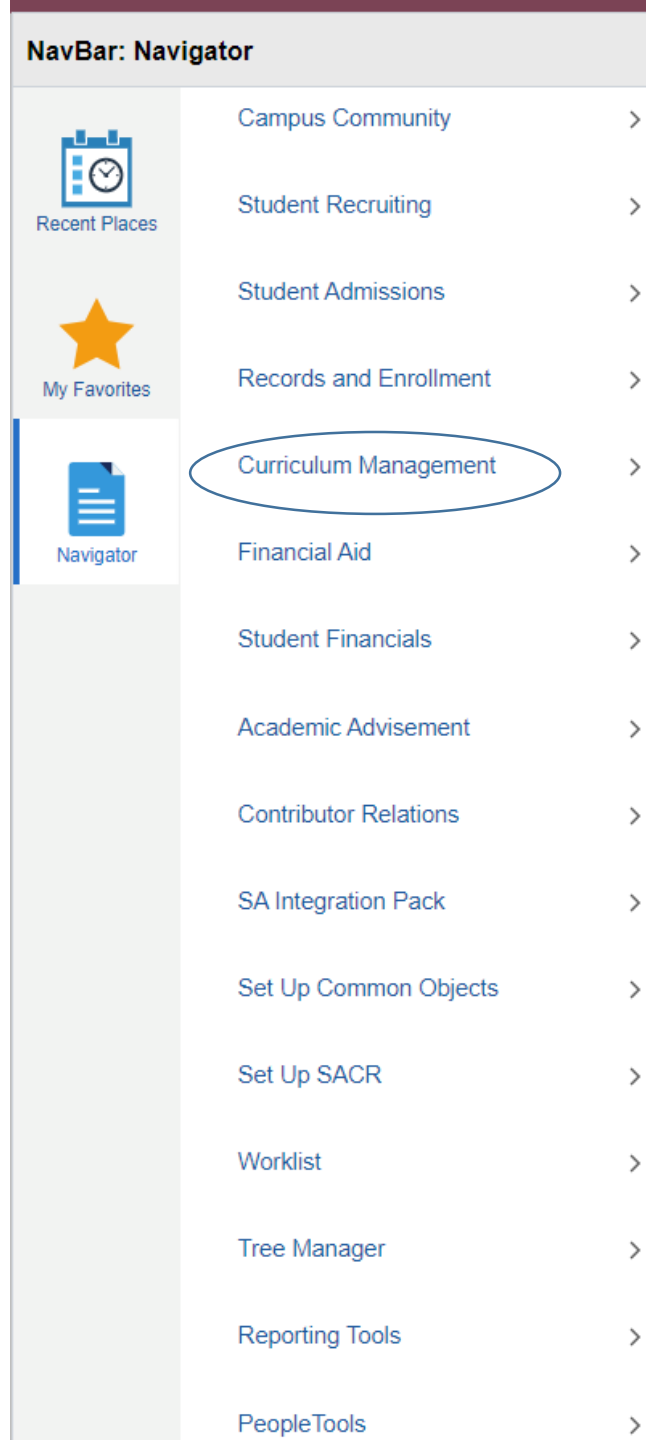 NavBar: Navigator
Recent Places
My Favorites
Navigator
Campus Community
Student Recruiting
Student Admissions
Records and Enrollment
Curriculum Management
Financial Aid
Student Financials
Academic Advisement
Contributor Relations
SA Integration Pack
Set Up Common Objects
Set Up SACR
Worklist
Tree Manager
Reporting Tools
PeopleTools